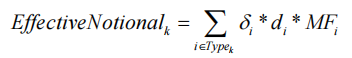 EffectiveNotional_k = ∑_{i∈Type_k} δ_i * d_i * MF_i